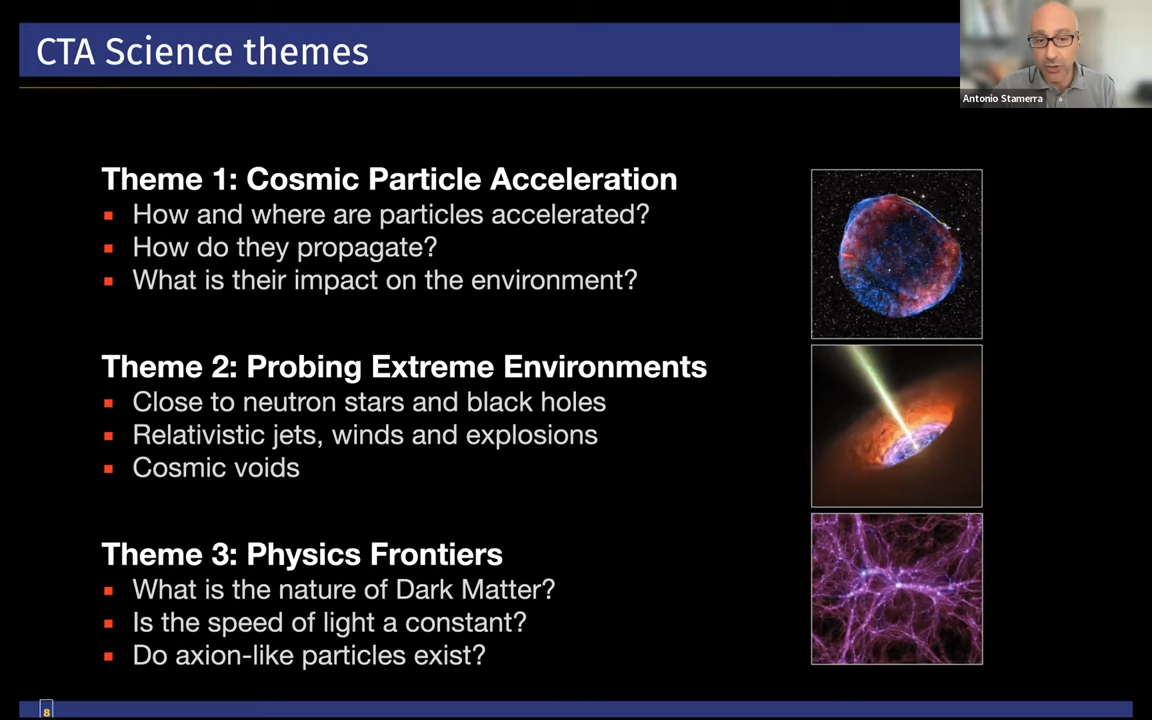 CTA Science themes
Antonio Stamerra
Theme 1: Cosmic Particle Acceleration
How and where are particles accelerated?
How do they propagate?
What is their impact on the environment?
Theme 2: Probing Extreme Environments
Close to neutron stars and black holes
Relativistic jets, winds and explosions
Cosmic voids
Theme 3: Physics Frontiers
What is the nature of Dark Matter?
Is the speed of light a constant?
Do axion-like particles exist?
8